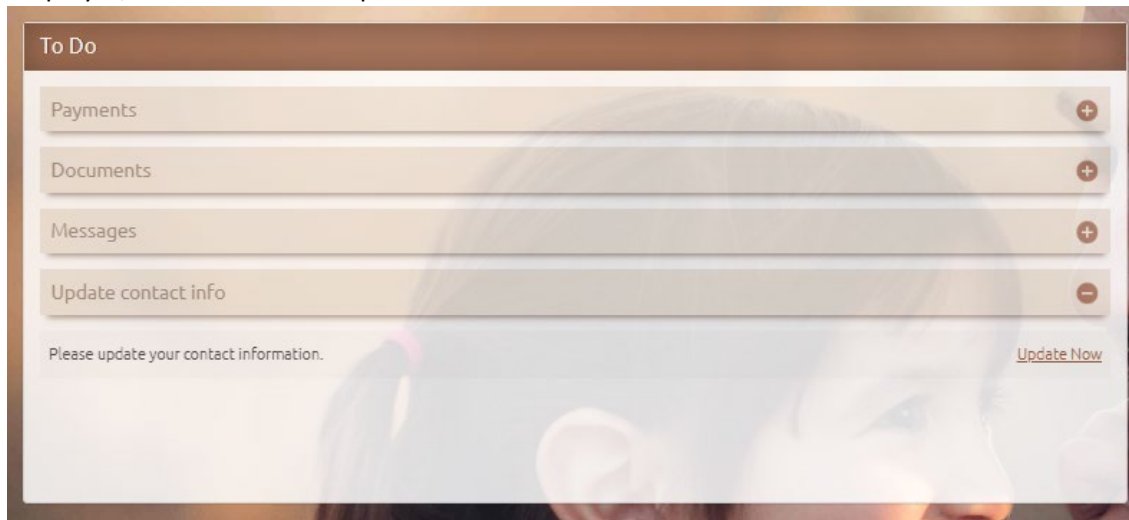 To Do
Payments
Documents
Messages
Update contact info
Please update your contact information. Update Now